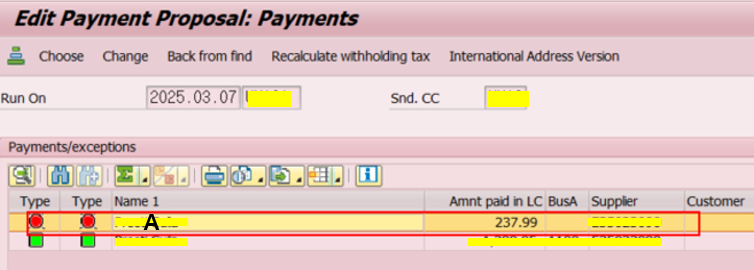 Edit Payment Proposal: Payments
Choose Change Back from find Recalculate withholding tax International Address Version
Run On 2025.03.07 Snd. CC
Payments/exceptions
Type Type Name 1 Amnt paid in LC BusA Supplier Customer
A 237.99